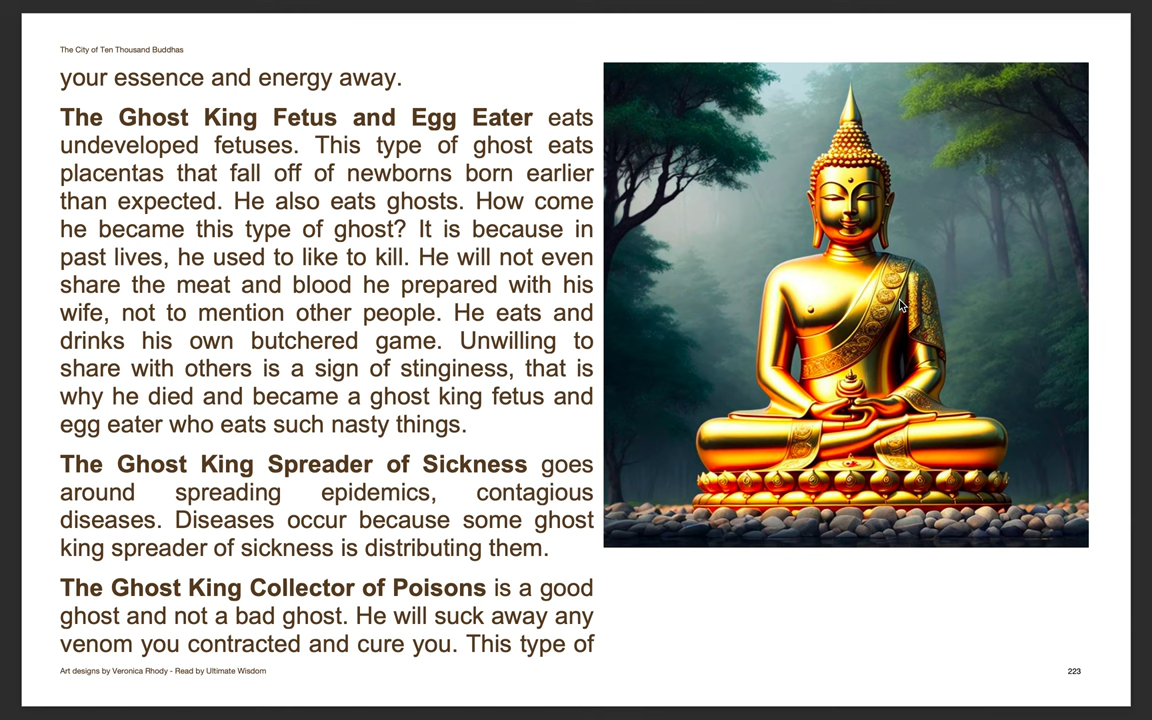 The City of Ten Thousand Buddhas
your essence and energy away.
The Ghost King Fetus and Egg Eater eats
undeveloped fetuses. This type of ghost eats
placentas that fall off of newborns born earlier
than expected. He also eats ghosts. How come
he became this type of ghost? It is because in
past lives, he used to like to kill. He will not even
share the meat and blood he prepared with his
wife, not to mention other people. He eats and
drinks his own butchered game. Unwilling to
share with others is a sign of stinginess, that is
why he died and became a ghost king fetus and
egg eater who eats such nasty things.
The Ghost King Spreader of Sickness goes
around spreading epidemics, contagious
diseases. Diseases occur because some ghost
king spreader of sickness is distributing them.
The Ghost King Collector of Poisons is a good
ghost and not a bad ghost. He will suck away any
venom you contracted and cure you. This type of
Art designs by Veronica Rhody - Read by Ultimate Wisdom
223